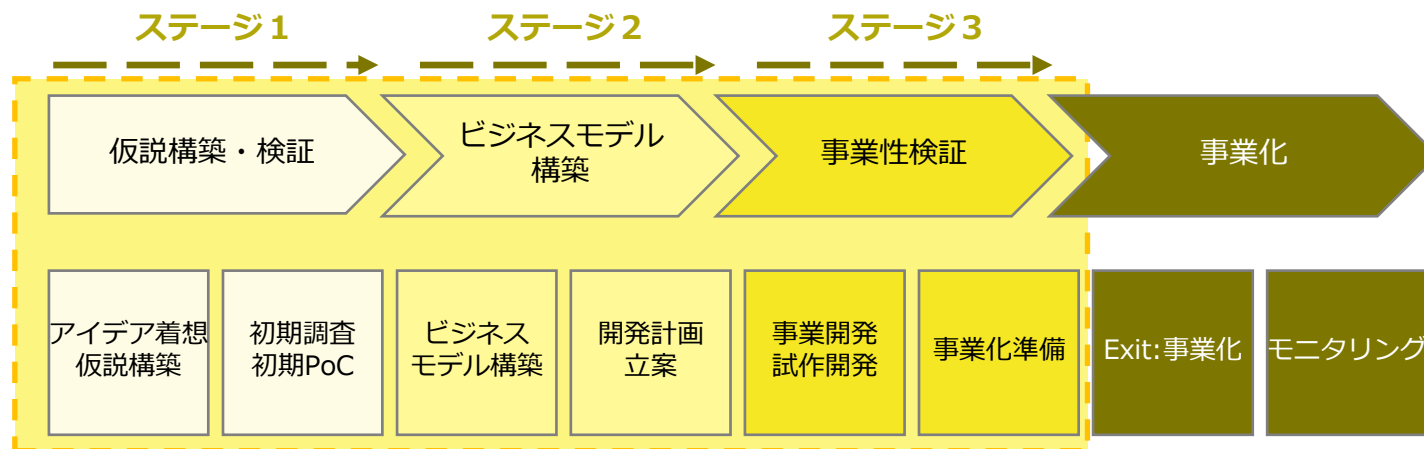 ステージ１
ステージ２
ステージ３
仮説構築・検証
ビジネスモデル
構築
事業性検証
事業化
アイデア着想
仮説構築
初期調査
初期PoC
ビジネス
モデル構築
開発計画
立案
事業開発
試作開発
事業化準備
Exit:事業化
モニタリング